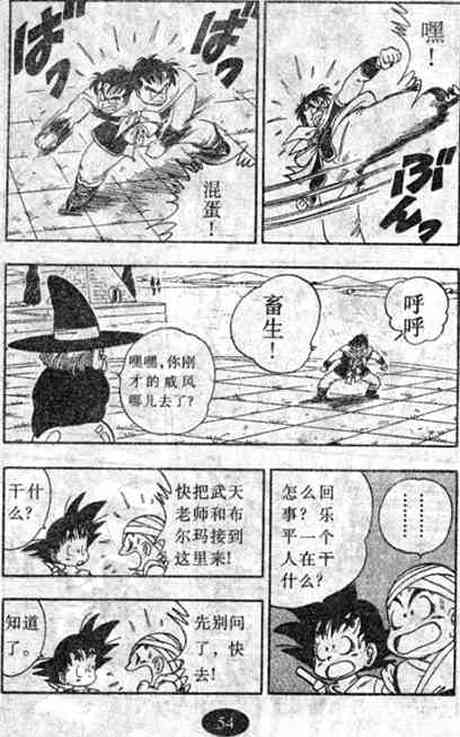 嘿！
ぶんっ
ばっ
ばっ
混蛋！
呼
呼
畜
生！
嘿嘿，你刚
才的威风
哪儿去了？
…………
怎么回
事？乐
平一个
人在干
什么？
快把武天
老师和布
尔玛接到
这里来！
干什
么？
先别问
了，快
去！
知道
了。
54